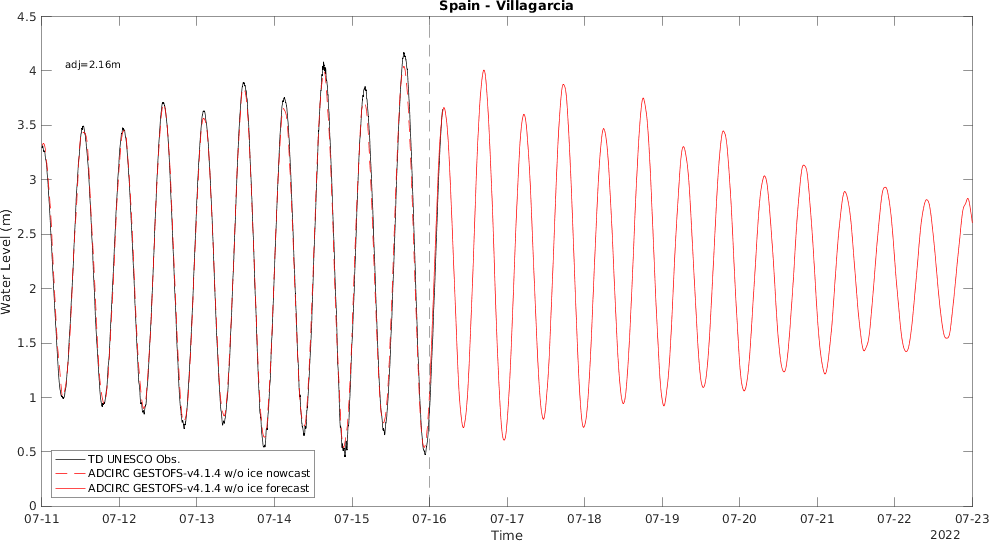 Spain - Villagarcia
4.5
4
3.5
3
2.5
2
1.5
1
0.5
0
Water Level (m)
adj=2.16m
TD UNESCO Obs.
ADCIRC GESTOFS-v4.1.4 w/o ice nowcast
ADCIRC GESTOFS-v4.1.4 w/o ice forecast
07-11 07-12 07-13 07-14 07-15 07-16 07-17 07-18 07-19 07-20 07-21 07-22 07-23
Time
2022